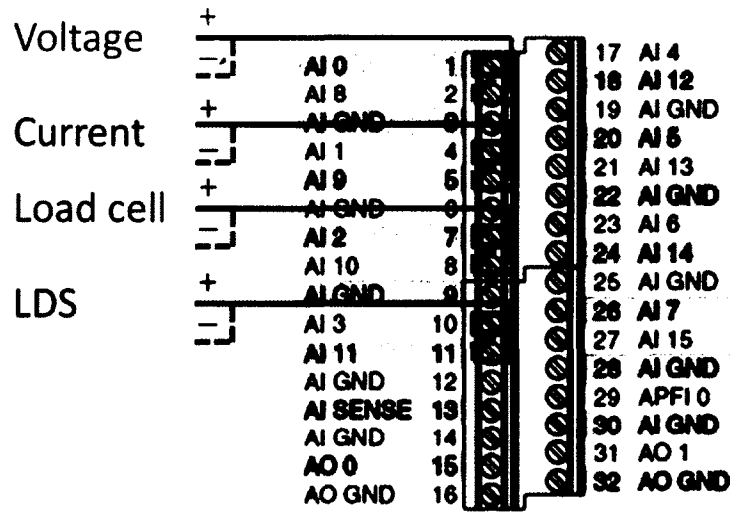 Voltage
+
−
Current
+
−
Load cell
+
−
LDS
+
−
AI 0 1
AI 8 2
AI GND 3
AI 1 4
AI 9 5
AI GND 6
AI 2 7
AI 10 8
AI GND 9
AI 3 10
AI 11 11
AI GND 12
AI SENSE 13
AI GND 14
AO 0 15
AO GND 16
17 AI 4
18 AI 12
19 AI GND
20 AI 5
21 AI 13
22 AI GND
23 AI 6
24 AI 14
25 AI GND
26 AI 7
27 AI 15
28 AI GND
29 APFI 0
30 AI GND
31 AO 1
32 AO GND